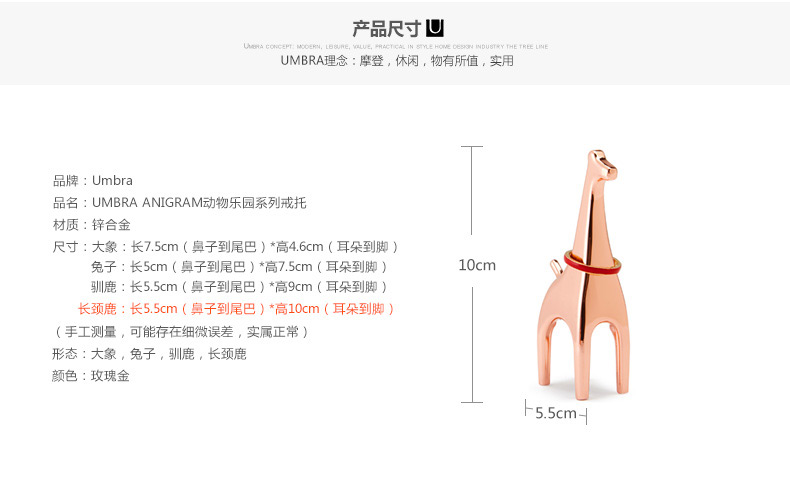 产品尺寸 U
UMBRA CONCEPT: MODERN, LEISURE, VALUE, PRACTICAL IN STYLE HOME DESIGN INDUSTRY THE TREE LINE
UMBRA理念：摩登，休闲，物有所值，实用
品牌：Umbra
品名：UMBRA ANIGRAM动物乐园系列戒托
材质：锌合金
尺寸：大象：长7.5cm（鼻子到尾巴）*高4.6cm（耳朵到脚）
兔子：长5cm（鼻子到尾巴）*高7.5cm（耳朵到脚）
驯鹿：长5.5cm（鼻子到尾巴）*高9cm（耳朵到脚）
长颈鹿：长5.5cm（鼻子到尾巴）*高10cm（耳朵到脚）
（手工测量，可能存在细微误差，实属正常）
形态：大象，兔子，驯鹿，长颈鹿
颜色：玫瑰金
10cm
5.5cm